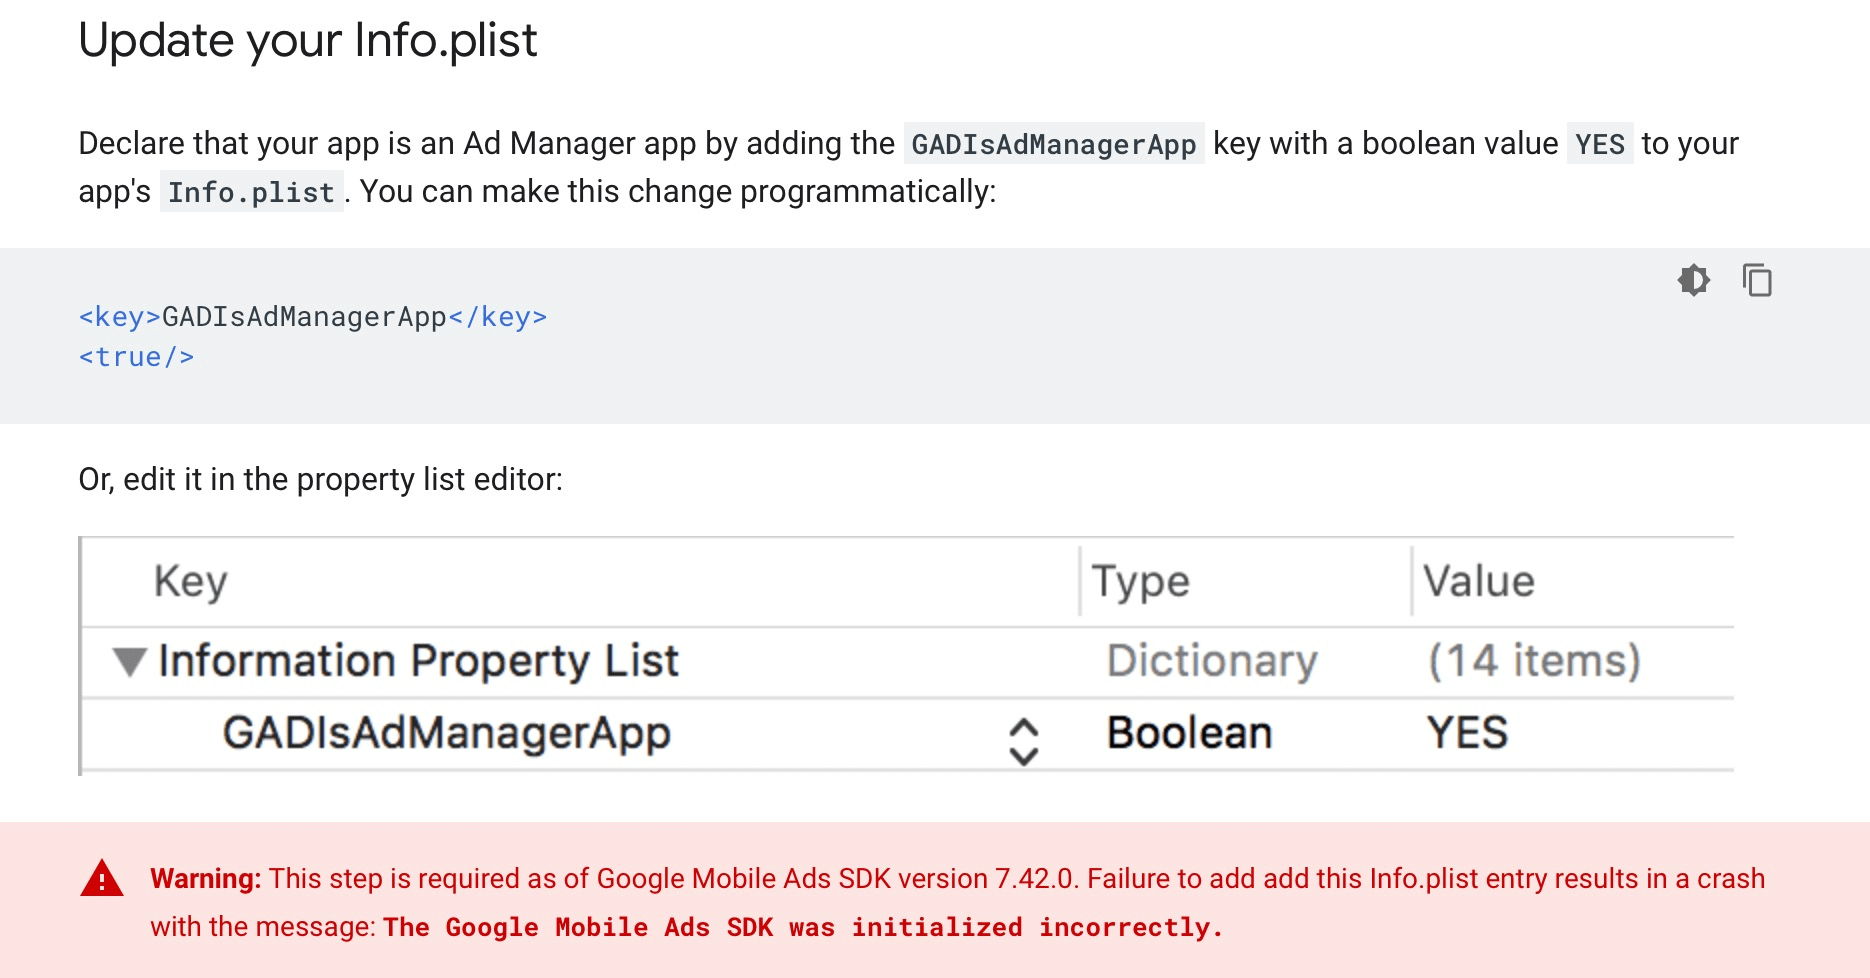 Update your Info.plist
Declare that your app is an Ad Manager app by adding the GADIsAdManagerApp key with a boolean value YES to your
app's Info.plist. You can make this change programmatically:
<key>GADIsAdManagerApp</key>
<true/>
Or, edit it in the property list editor:
Key Type Value
Information Property List Dictionary (14 items)
GADIsAdManagerApp Boolean YES
Warning: This step is required as of Google Mobile Ads SDK version 7.42.0. Failure to add add this Info.plist entry results in a crash
with the message: The Google Mobile Ads SDK was initialized incorrectly.